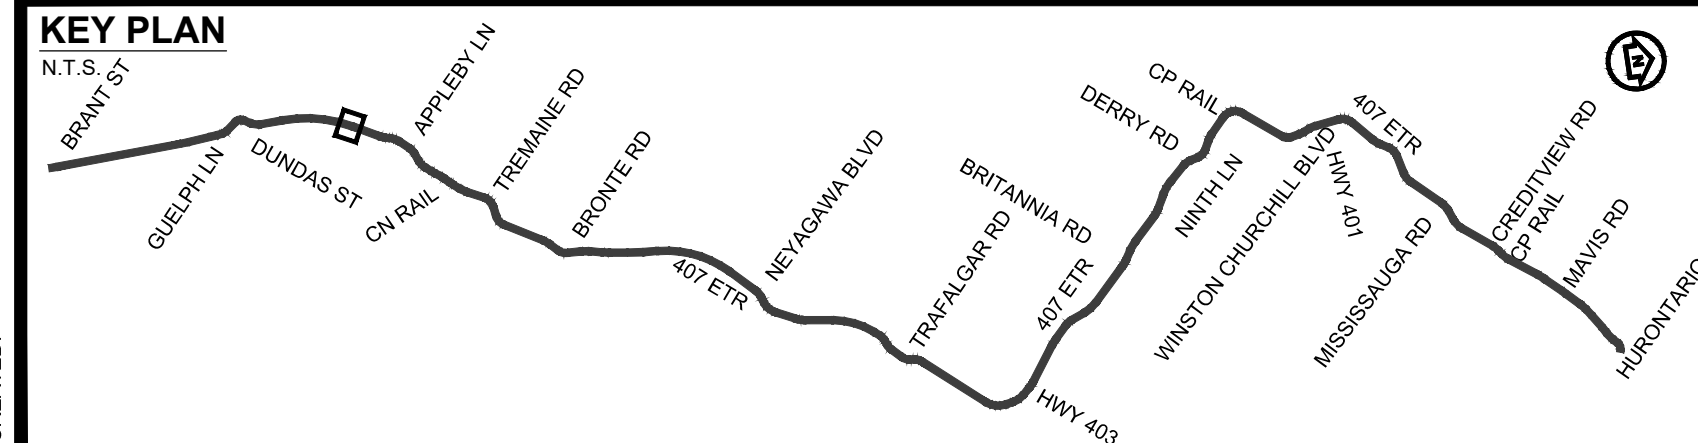 KEY PLAN
N.T.S.
BRANT ST
GUELPH LN
DUNDAS ST
CN RAIL
APPLEBY LN
TREMAINE RD
BRONTE RD
407 ETR
NEYAGAWA BLVD
TRAFALGAR RD
BRITANNIA RD
407 ETR
HWY 403
DERRY RD
CP RAIL
NINTH LN
WINSTON CHURCHILL BLVD
HWY 401
407 ETR
MISSISSAUGA RD
CREDITVIEW RD
CP RAIL
MAVIS RD
HURONTARIO
N